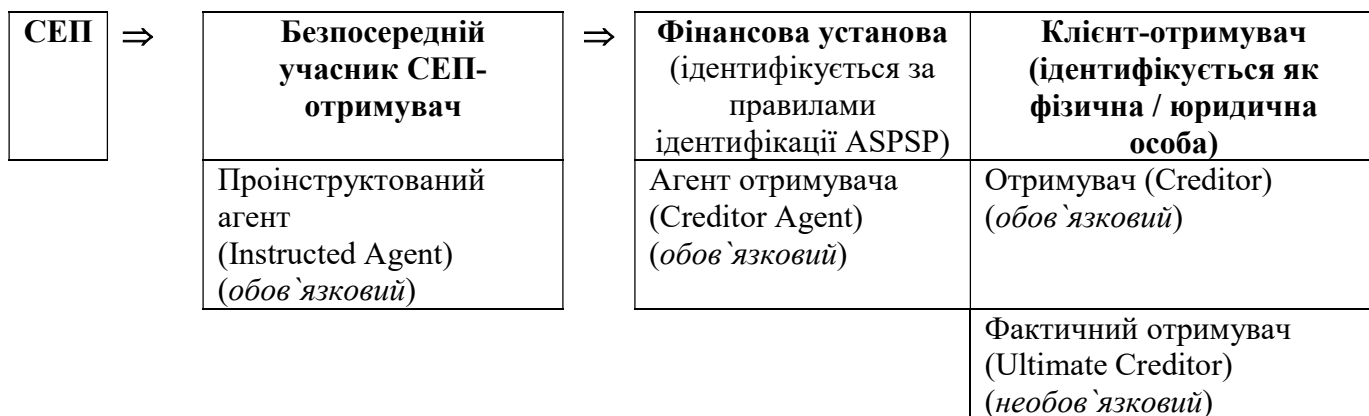 СЕП
⇒
Безпосередній
учасник СЕП-
отримувач
⇒
Фінансова установа
(ідентифікується за
правилами
ідентифікації ASPSP)
Клієнт-отримувач
(ідентифікується як
фізична / юридична
особа)
Проінструктований
агент
(Instructed Agent)
(обов`язковий)
Агент отримувача
(Creditor Agent)
(обов`язковий)
Отримувач (Creditor)
(обов`язковий)
Фактичний отримувач
(Ultimate Creditor)
(необов`язковий)